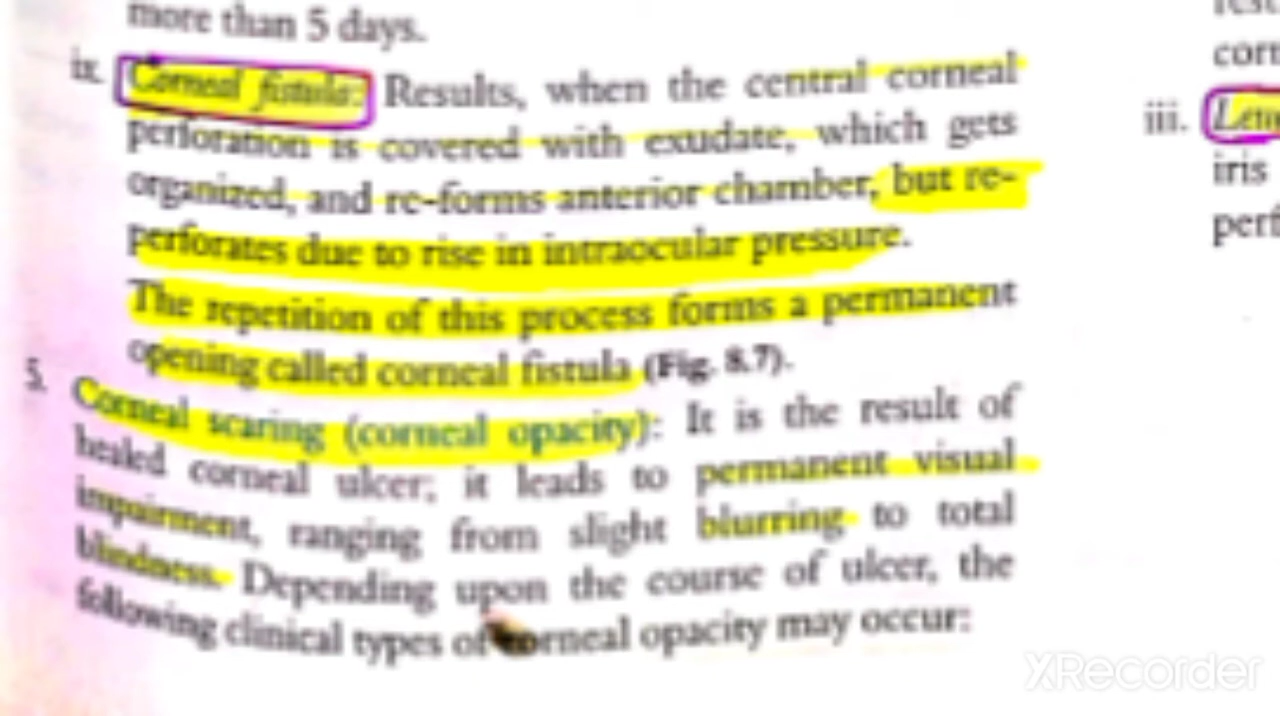 more than 5 days.
ix. Corneal fistula: Results, when the central corneal
perforation is covered with exudate, which gets
organized, and re-forms anterior chamber, but re-
perforates due to rise in intraocular pressure.
The repetition of this process forms a permanent
opening called corneal fistula (Fig. 8.7).
5. Corneal scaring (corneal opacity): It is the result of
healed corneal ulcer; it leads to permanent visual
impairment, ranging from slight blurring to total
blindness. Depending upon the course of ulcer, the
following clinical types of corneal opacity may occur:
iii.
iris
XRecorder